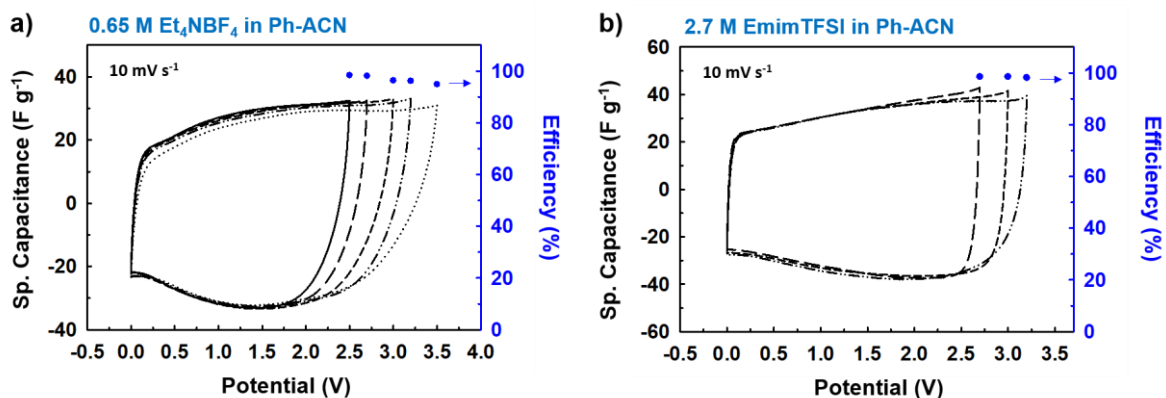 a) 0.65 M Et₄NBF₄ in Ph-ACN
10 mV s⁻¹
Sp. Capacitance (F g⁻¹)
40
20
0
-20
-40
-0.5 0.0 0.5 1.0 1.5 2.0 2.5 3.0 3.5 4.0
Potential (V)
100
80
60
40
20
0
Efficiency (%)
b) 2.7 M EmimTFSI in Ph-ACN
10 mV s⁻¹
Sp. Capacitance (F g⁻¹)
60
40
20
0
-20
-40
-60
-0.5 0.0 0.5 1.0 1.5 2.0 2.5 3.0 3.5
Potential (V)
100
80
60
40
20
0
Efficiency (%)